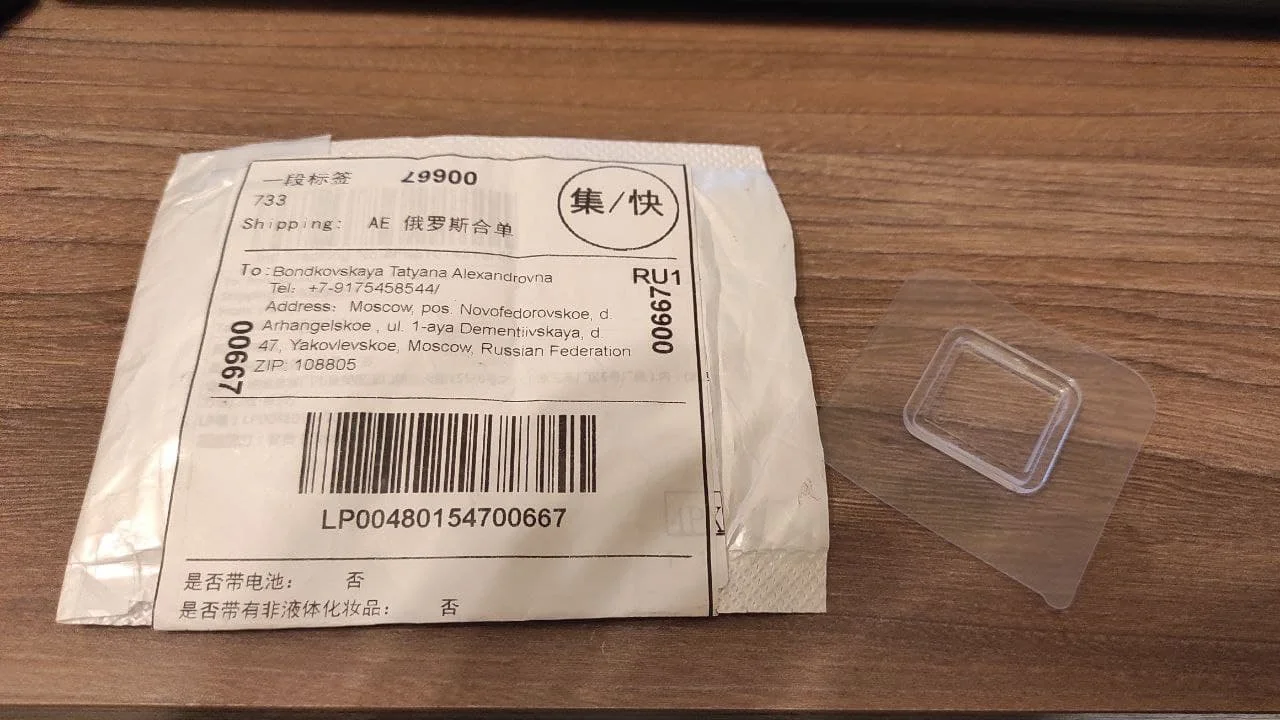 一段标签
00667
733
Shipping: AE 俄罗斯合单
集/快
To: Bondkovskaya Tatyana Alexandrovna
RU1
Tel: +7-9175458544/
Address: Moscow, pos. Novofedorovskoe, d.
Arhangelskoe , ul. 1-aya Dementiivskaya, d.
47, Yakovlevskoe, Moscow, Russian Federation
ZIP: 108805
00667
00667
LP00480154700667
是否带电池: 否
是否带有非液体化妆品: 否